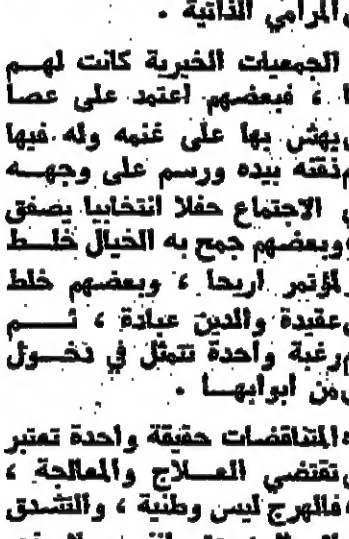 المرامي الذاتية .
الجمعيات الخيرية كانت لهم
، فبعضهم اعتمد على عصا
يهش بها على غنمه وله فيها
ذقنه بيده ورسم على وجهه
الاجتماع حفلا انتخابيا يصفق
وبعضهم جمح به الخيال خلط
لمؤتمر اريحا ، وبعضهم خلط
عقيدة والدين عبادة ، ثم
رغبة واحدة تتمثل في دخول
من ابوابها .
المتناقضات حقيقة واحدة تعتبر
تقتضي العلاج والمعالجة ،
فالهرج ليس وطنية ، والتشدق